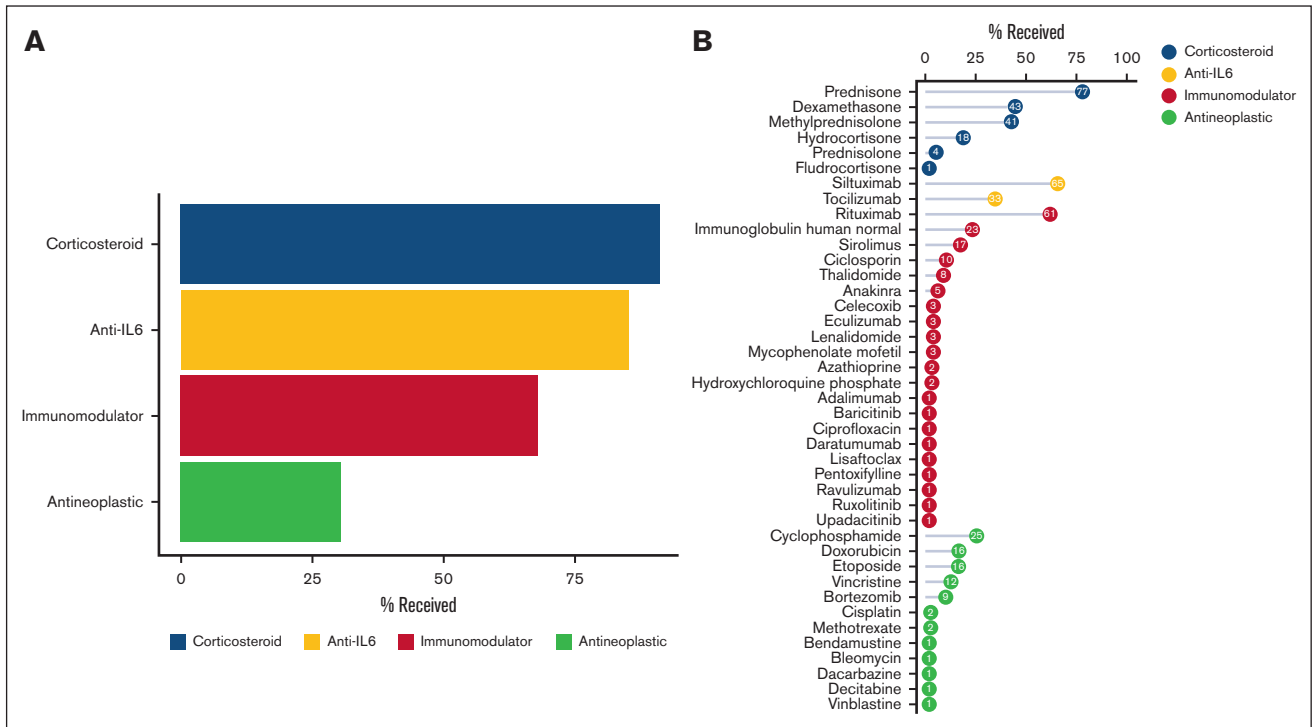 A
Corticosteroid
Anti-IL6
Immunomodulator
Antineoplastic
0 25 50 75
% Received
Corticosteroid Anti-IL6 Immunomodulator Antineoplastic
B
% Received
0 25 50 75 100
Corticosteroid
Anti-IL6
Immunomodulator
Antineoplastic
Prednisone 77
Dexamethasone 43
Methylprednisolone 41
Hydrocortisone 18
Prednisolone 4
Fludrocortisone 1
Siltuximab 65
Tocilizumab 33
Rituximab 61
Immunoglobulin human normal 23
Sirolimus 17
Ciclosporin 10
Thalidomide 8
Anakinra 5
Celecoxib 3
Eculizumab 3
Lenalidomide 3
Mycophenolate mofetil 3
Azathioprine 2
Hydroxychloroquine phosphate 2
Adalimumab 1
Baricitinib 1
Ciprofloxacin 1
Daratumumab 1
Lisaftoclax 1
Pentoxifylline 1
Ravulizumab 1
Ruxolitinib 1
Upadacitinib 1
Cyclophosphamide 25
Doxorubicin 16
Etoposide 16
Vincristine 12
Bortezomib 9
Cisplatin 2
Methotrexate 2
Bendamustine 1
Bleomycin 1
Dacarbazine 1
Decitabine 1
Vinblastine 1